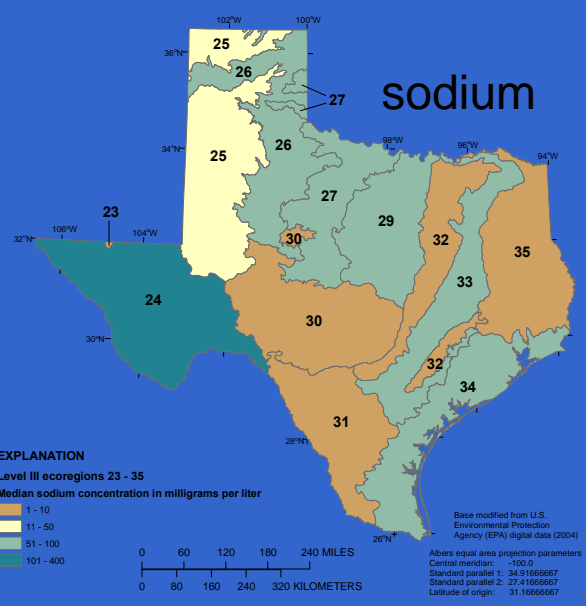 102°W 100°W
36°N
25
26
27
sodium
34°N
26
98°W
96°W
94°W
25
27
29
23
30
32
35
32°N 106°W 104°W
33
24
30
30°N
32
34
31
28°N
26°N
EXPLANATION
Level III ecoregions 23 - 35
Median sodium concentration in milligrams per liter
1 - 10
11 - 50
51 - 100
101 - 400
0 60 120 180 240 MILES
0 80 160 240 320 KILOMETERS
Base modified from U.S.
Environmental Protection
Agency (EPA) digital data (2004)
Albers equal area projection parameters
Central meridian: -100.0
Standard parallel 1: 34.91666667
Standard parallel 2: 27.41666667
Latitude of origin: 31.16666667